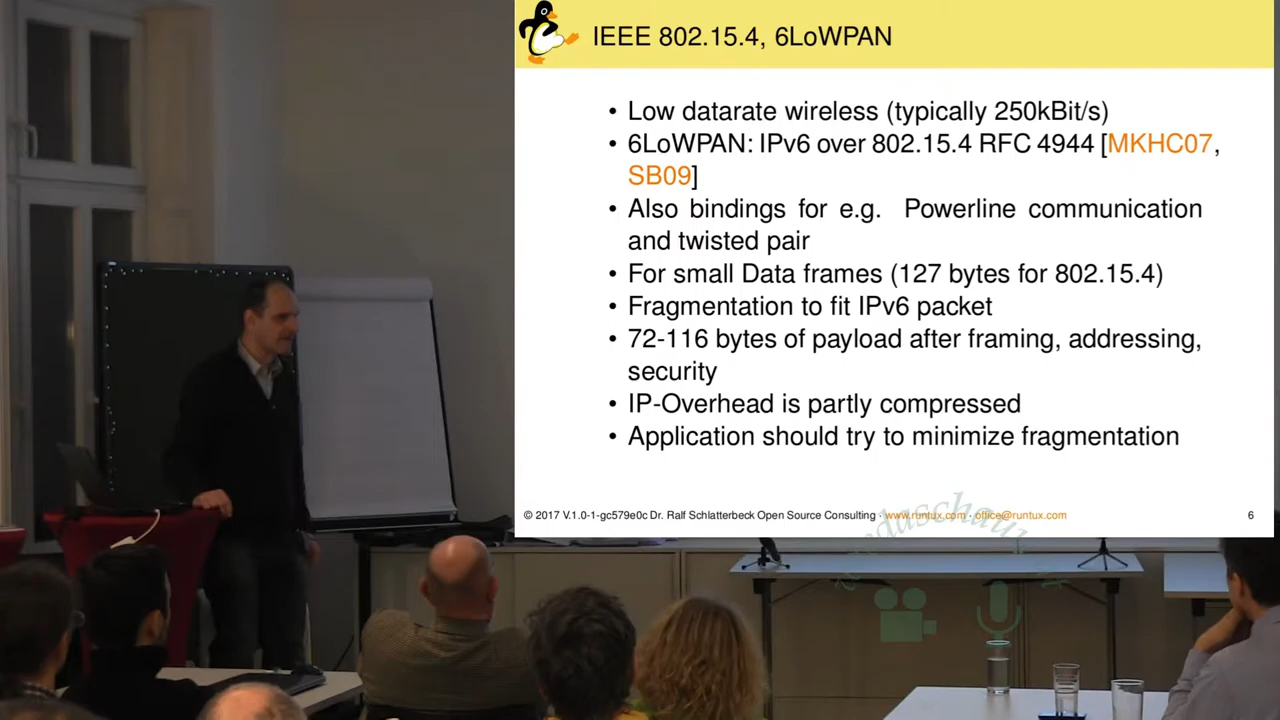 IEEE 802.15.4, 6LoWPAN
• Low datarate wireless (typically 250kBit/s)
• 6LoWPAN: IPv6 over 802.15.4 RFC 4944 [MKHC07,
SB09]
• Also bindings for e.g. Powerline communication
and twisted pair
• For small Data frames (127 bytes for 802.15.4)
• Fragmentation to fit IPv6 packet
• 72-116 bytes of payload after framing, addressing,
security
• IP-Overhead is partly compressed
• Application should try to minimize fragmentation
© 2017 V.1.0-1-gc579e0c Dr. Ralf Schlatterbeck Open Source Consulting · www.runtux.com · office@runtux.com 6